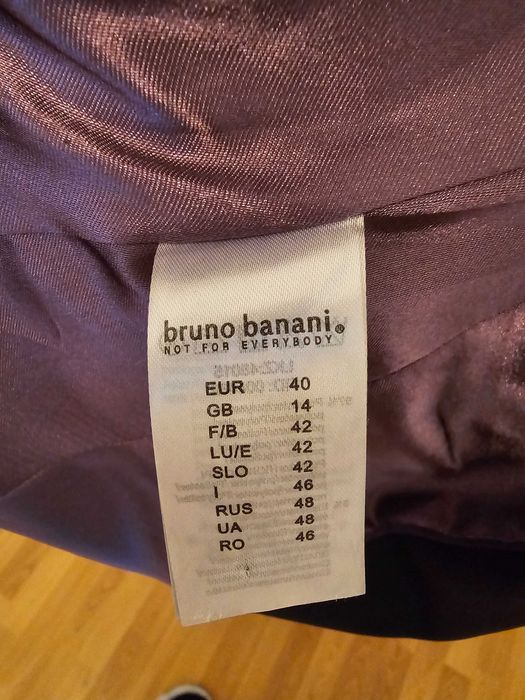 bruno banani®
NOT FOR EVERYBODY
EUR 40
GB 14
F/B 42
LU/E 42
SLO 42
I 46
RUS 48
UA 48
RO 46